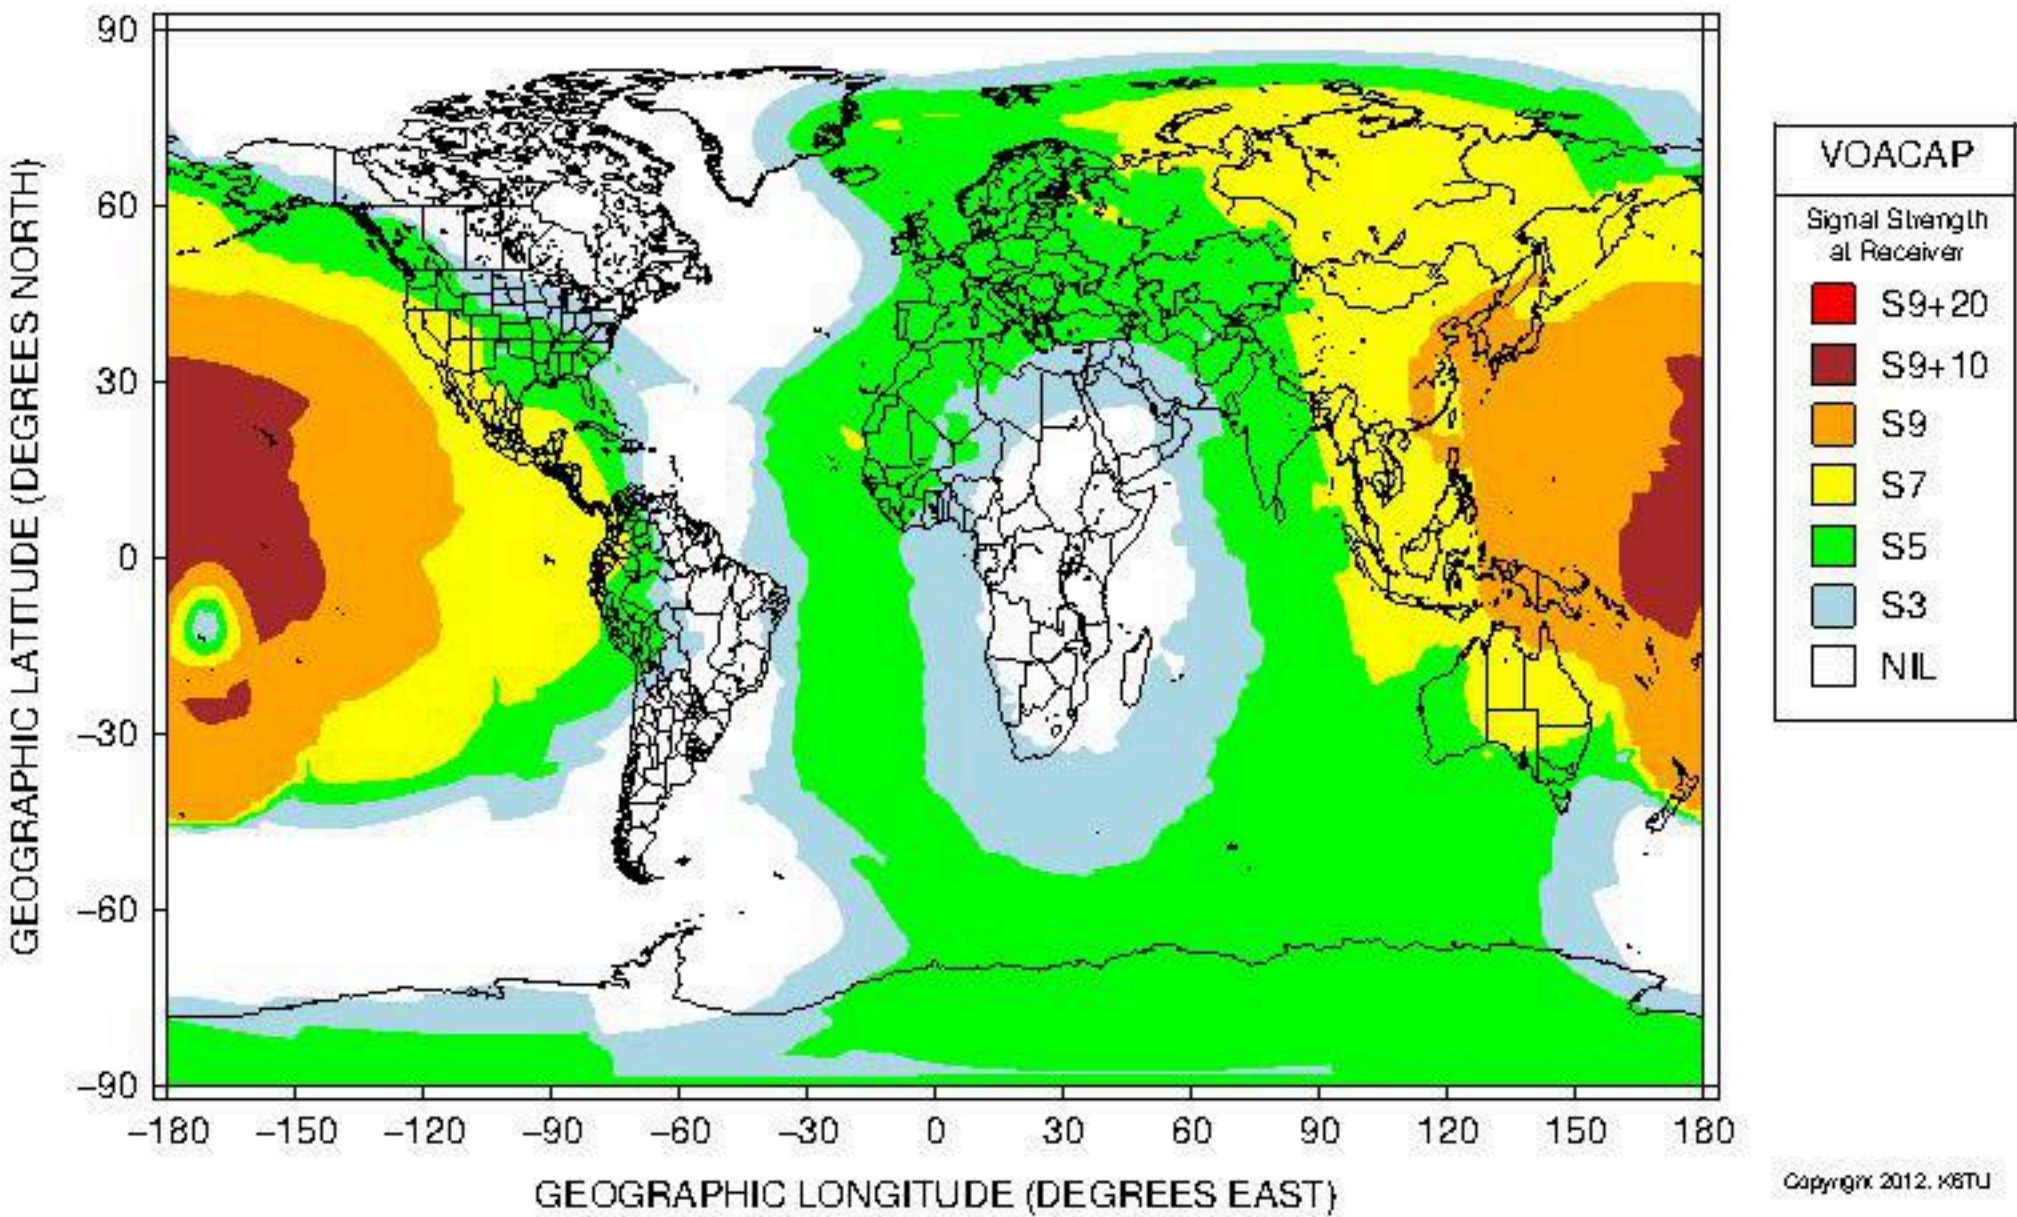 90
60
30
0
−30
−60
−90
GEOGRAPHIC LATITUDE (DEGREES NORTH)
−180 −150 −120 −90 −60 −30 0 30 60 90 120 150 180
GEOGRAPHIC LONGITUDE (DEGREES EAST)
VOACAP
Signal Strength
at Receiver
S9+20
S9+10
S9
S7
S5
S3
NIL
Copyright 2012. K6TU